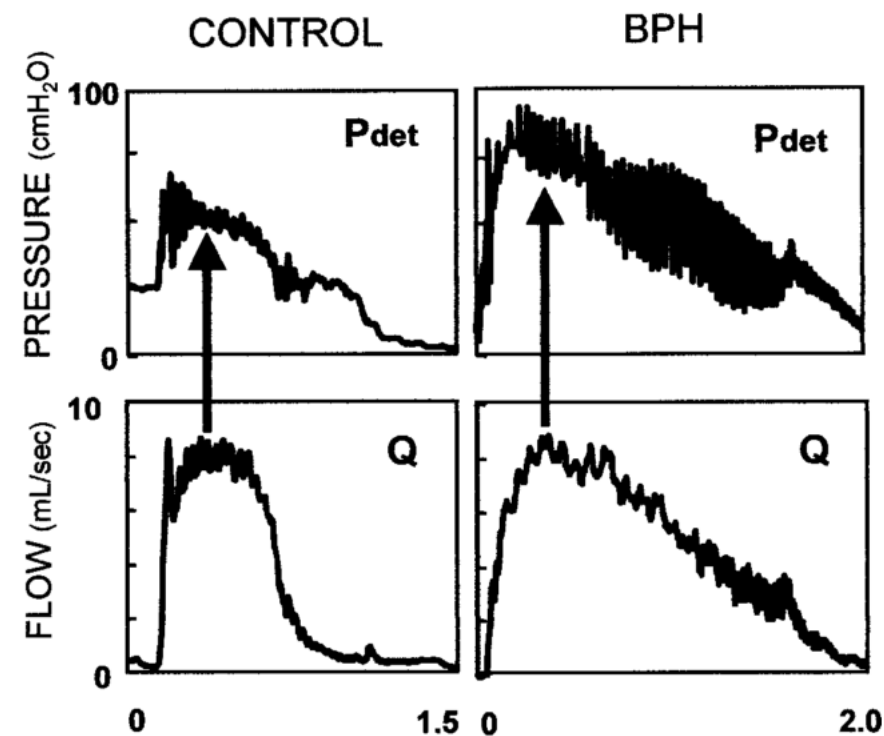 CONTROL
BPH
PRESSURE (cmH₂O)
100
0
Pdet
Pdet
FLOW (mL/sec)
10
0
Q
Q
0
1.5
0
2.0